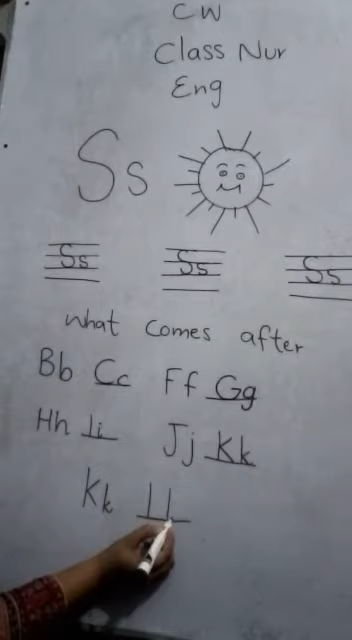 CW
Class Nur
Eng
Ss
Ss Ss Ss
What comes after
Bb Cc Ff Gg
Hh Ii Jj Kk
Kk Ll